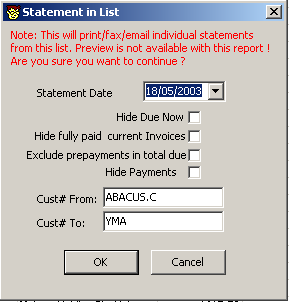 Statement in List
Note: This will print/fax/email individual statements
from this list. Preview is not available with this report !
Are you sure you want to continue ?
Statement Date 18/05/2003
Hide Due Now
Hide fully paid current Invoices
Exclude prepayments in total due
Hide Payments
Cust# From: ABACUS.C
Cust# To: YMA
OK Cancel